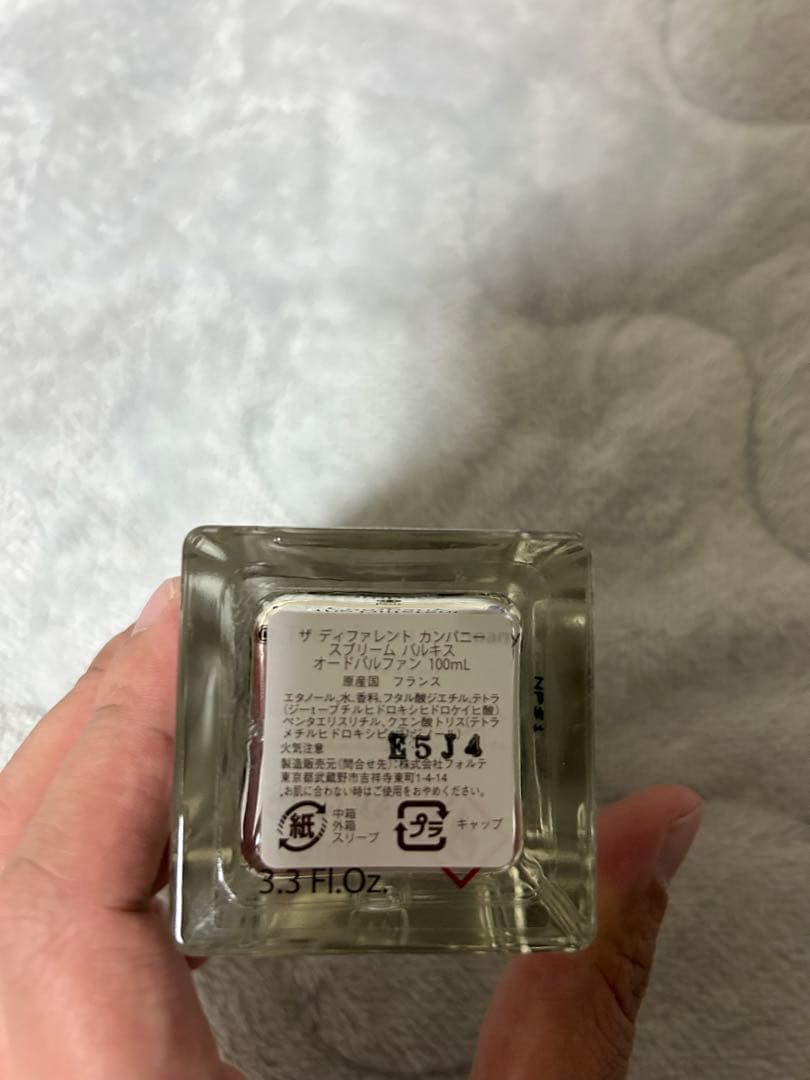 ザ ディファレント カンパニー
スプリーム バルキス
オードパルファン 100mL
原産国 フランス
エタノール、水、香料、フタル酸ジエチル、テトラ
(ジ-t-ブチルヒドロキシヒドロケイヒ酸)
ペンタエリスリチル、クエン酸トリス(テトラ
メチルヒドロキシピ
火気注意
E5J4
製造販売元(問合せ先):株式会社フォルテ
東京都武蔵野市吉祥寺東町1-4-14
お肌に合わない時はご使用をおやめください。
紙 中箱
外箱
スリーブ
プラ キャップ
3.3 Fl.Oz.
any